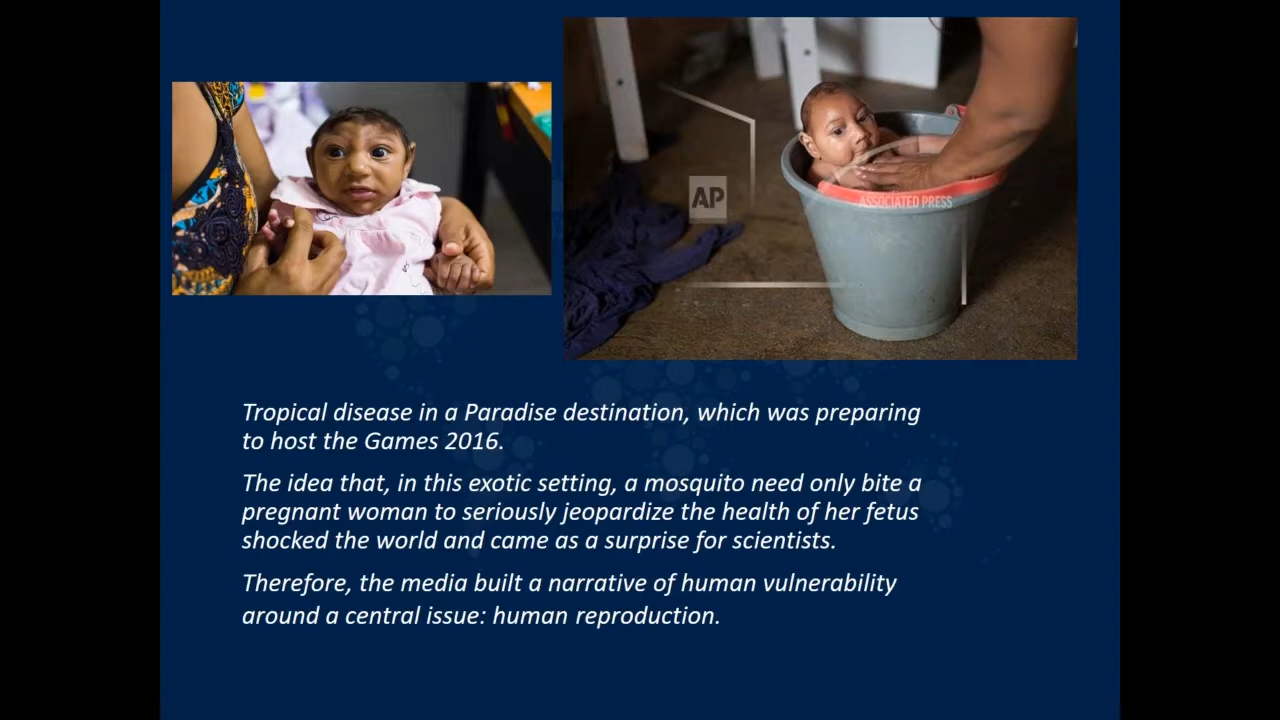 AP
ASSOCIATED PRESS
Tropical disease in a Paradise destination, which was preparing
to host the Games 2016.
The idea that, in this exotic setting, a mosquito need only bite a
pregnant woman to seriously jeopardize the health of her fetus
shocked the world and came as a surprise for scientists.
Therefore, the media built a narrative of human vulnerability
around a central issue: human reproduction.